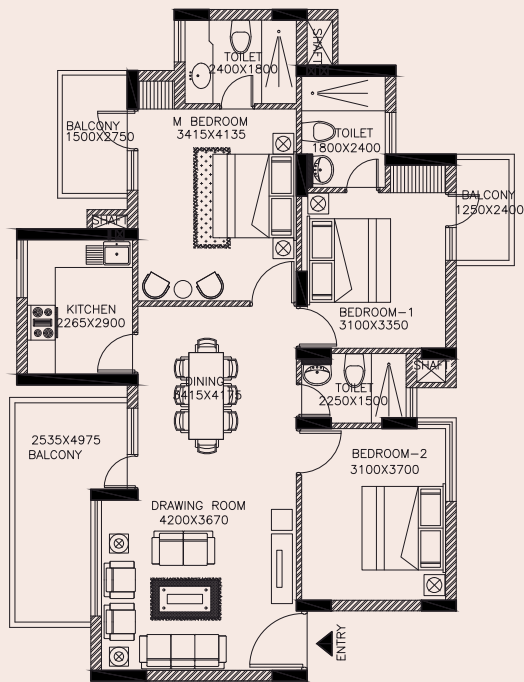 TOILET
2400X1800
SHAFT
BALCONY
1500X2750
M BEDROOM
3415X4135
TOILET
1800X2400
BALCONY
1250X2400
SHAFT
KITCHEN
2265X2900
BEDROOM-1
3100X3350
DINING
3415X4175
TOILET
2250X1500
SHAFT
2535X4975
BALCONY
BEDROOM-2
3100X3700
DRAWING ROOM
4200X3670
ENTRY